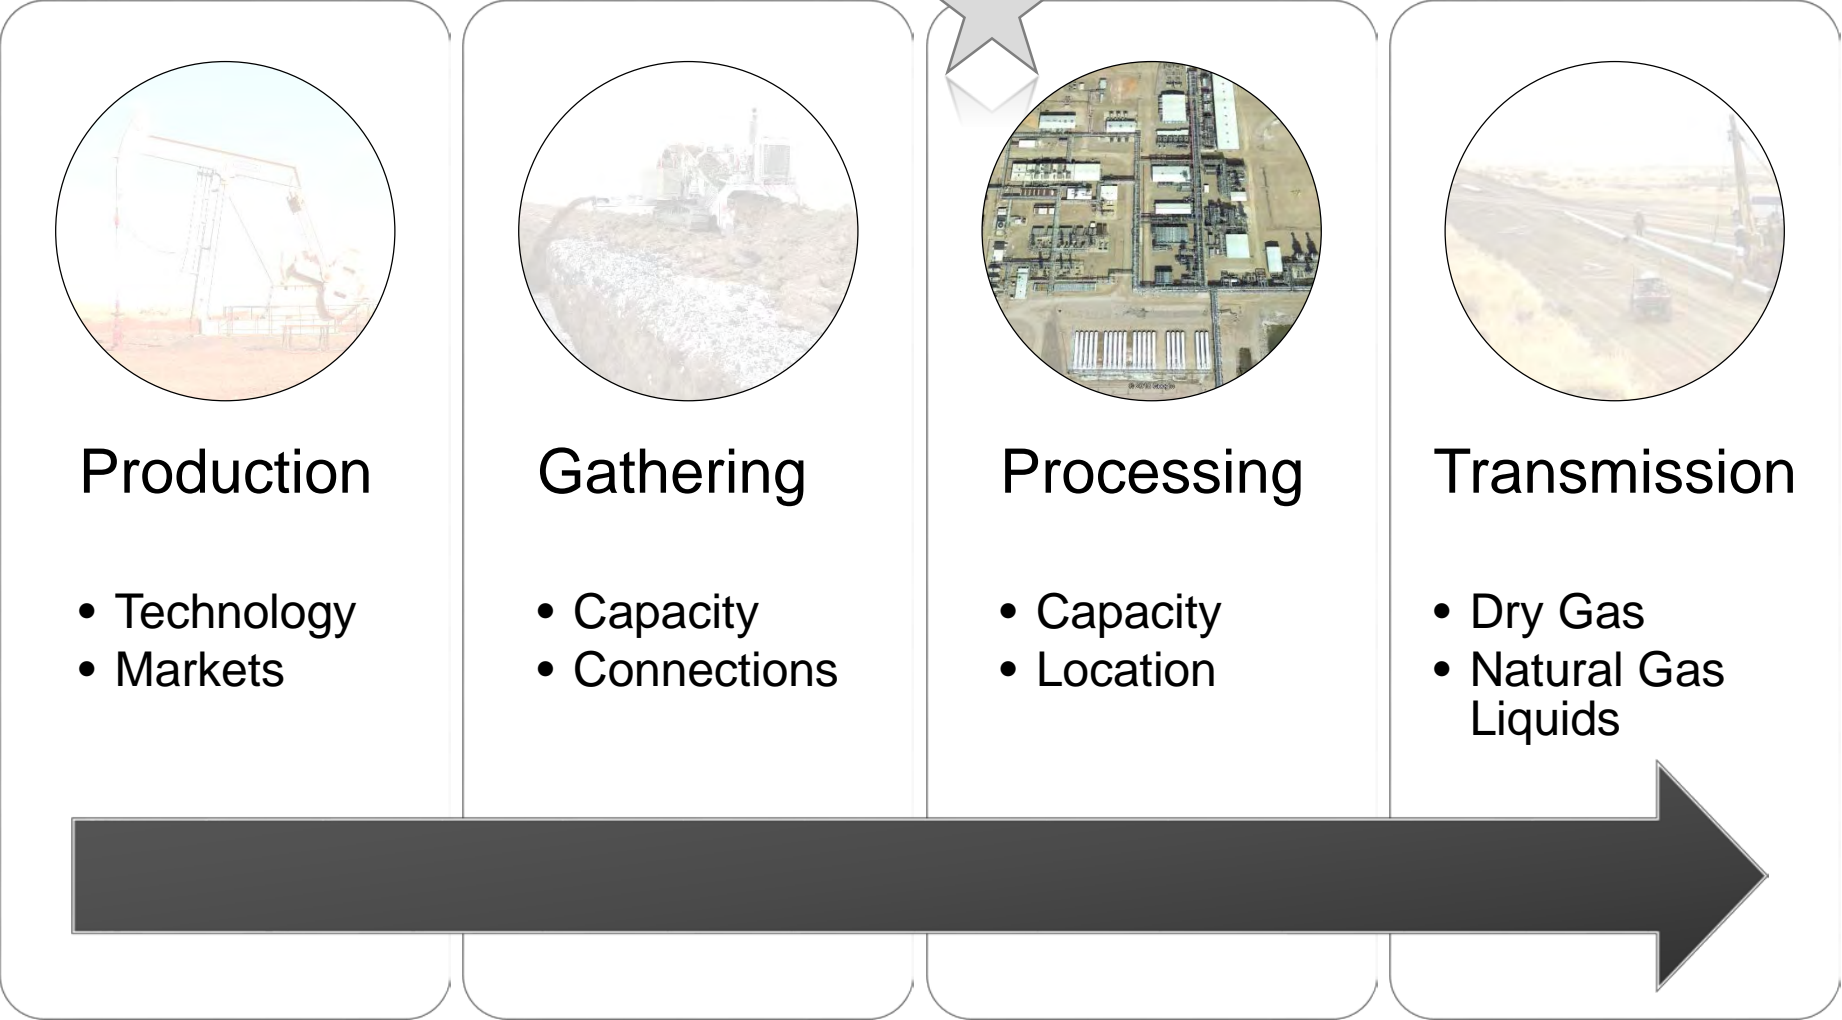 Production
• Technology
• Markets
Gathering
• Capacity
• Connections
Processing
• Capacity
• Location
Transmission
• Dry Gas
• Natural Gas
Liquids